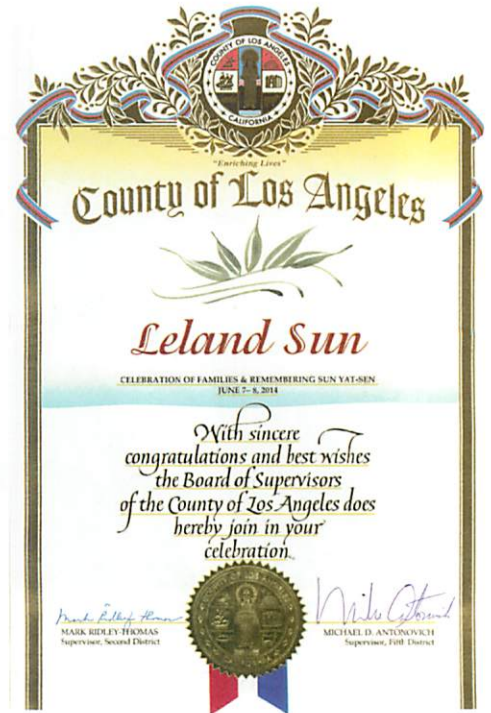 COUNTY OF LOS ANGELES
CALIFORNIA
"Enriching Lives"
County of Los Angeles
Leland Sun
CELEBRATION OF FAMILIES & REMEMBERING SUN YAT-SEN
JUNE 7– 8, 2014
With sincere
congratulations and best wishes
the Board of Supervisors
of the County of Los Angeles does
hereby join in your
celebration.
Mark Ridley-Thomas
MARK RIDLEY-THOMAS
Supervisor, Second District
MICHAEL D. ANTONOVICH
Supervisor, Fifth District